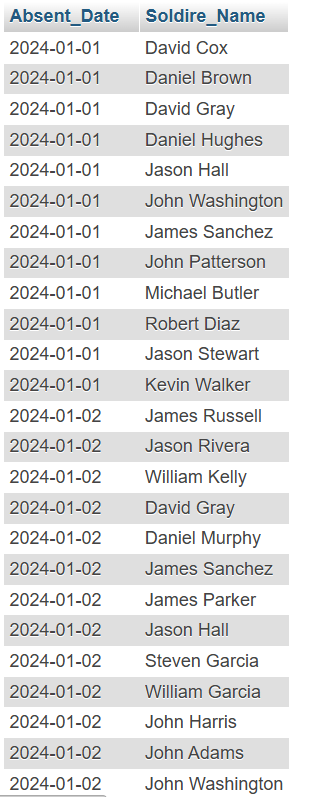 Absent_Date Soldire_Name
2024-01-01 David Cox
2024-01-01 Daniel Brown
2024-01-01 David Gray
2024-01-01 Daniel Hughes
2024-01-01 Jason Hall
2024-01-01 John Washington
2024-01-01 James Sanchez
2024-01-01 John Patterson
2024-01-01 Michael Butler
2024-01-01 Robert Diaz
2024-01-01 Jason Stewart
2024-01-01 Kevin Walker
2024-01-02 James Russell
2024-01-02 Jason Rivera
2024-01-02 William Kelly
2024-01-02 David Gray
2024-01-02 Daniel Murphy
2024-01-02 James Sanchez
2024-01-02 James Parker
2024-01-02 Jason Hall
2024-01-02 Steven Garcia
2024-01-02 William Garcia
2024-01-02 John Harris
2024-01-02 John Adams
2024-01-02 John Washington